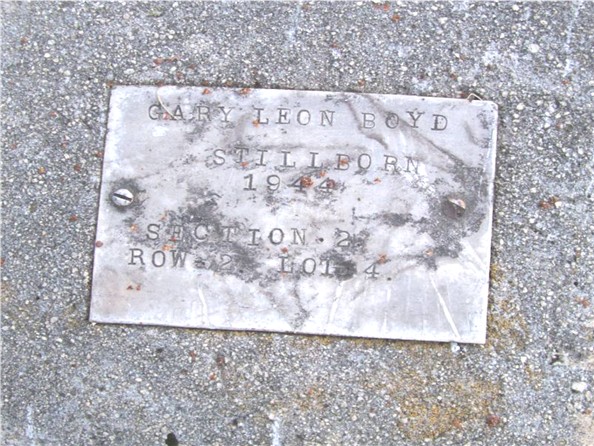 GARY LEON BOYD
STILLBORN
1944
SECTION 2
ROW 2 LOT 4.